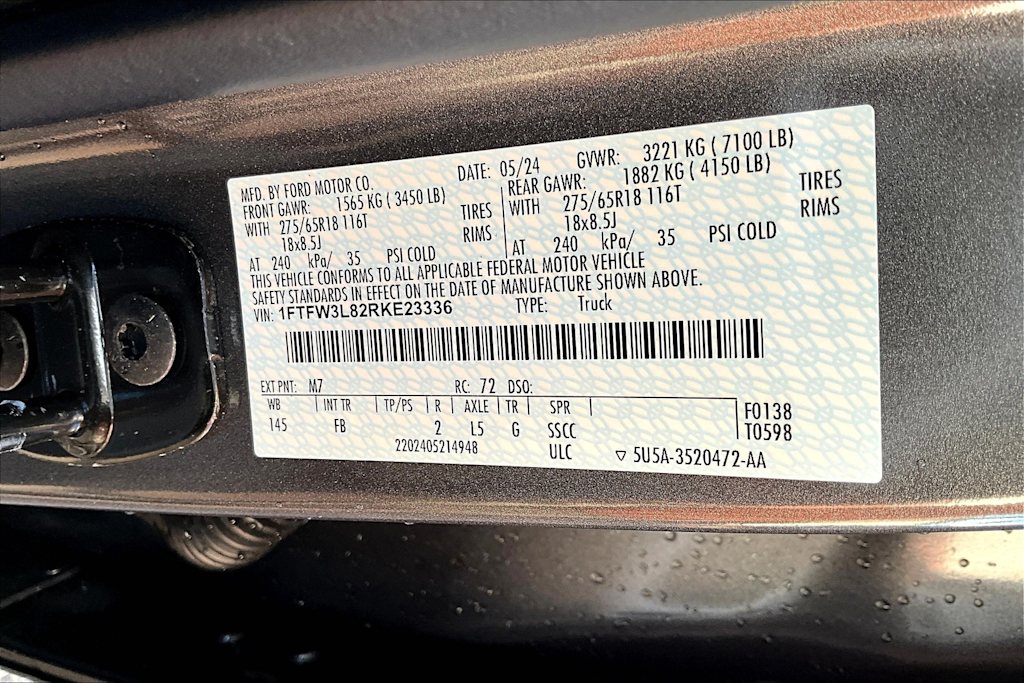 MFD. BY FORD MOTOR CO. DATE: 05/24 GVWR: 3221 KG ( 7100 LB)
FRONT GAWR: 1565 KG ( 3450 LB) REAR GAWR: 1882 KG ( 4150 LB)
WITH 275/65R18 116T TIRES WITH 275/65R18 116T TIRES
18x8.5J RIMS 18x8.5J RIMS
AT 240 kPa/ 35 PSI COLD AT 240 kPa/ 35 PSI COLD
THIS VEHICLE CONFORMS TO ALL APPLICABLE FEDERAL MOTOR VEHICLE
SAFETY STANDARDS IN EFFECT ON THE DATE OF MANUFACTURE SHOWN ABOVE.
VIN: 1FTFW3L82RKE23336 TYPE: Truck
EXT PNT: M7 RC: 72 DSO:
WB INT TR TP/PS R AXLE TR SPR F0138
145 FB 2 L5 G SSCC T0598
2202405214948 ULC ▽ 5U5A-3520472-AA